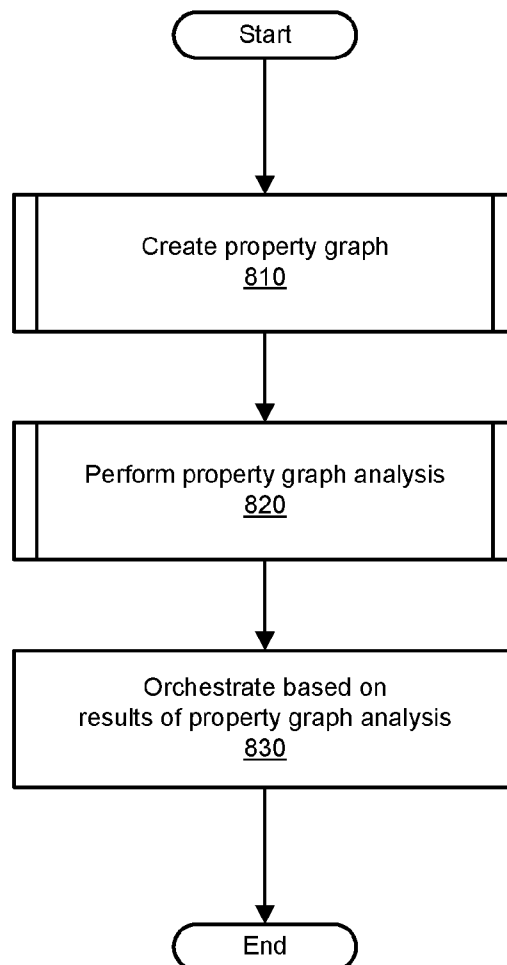 Start
Create property graph
810
Perform property graph analysis
820
Orchestrate based on
results of property graph analysis
830
End